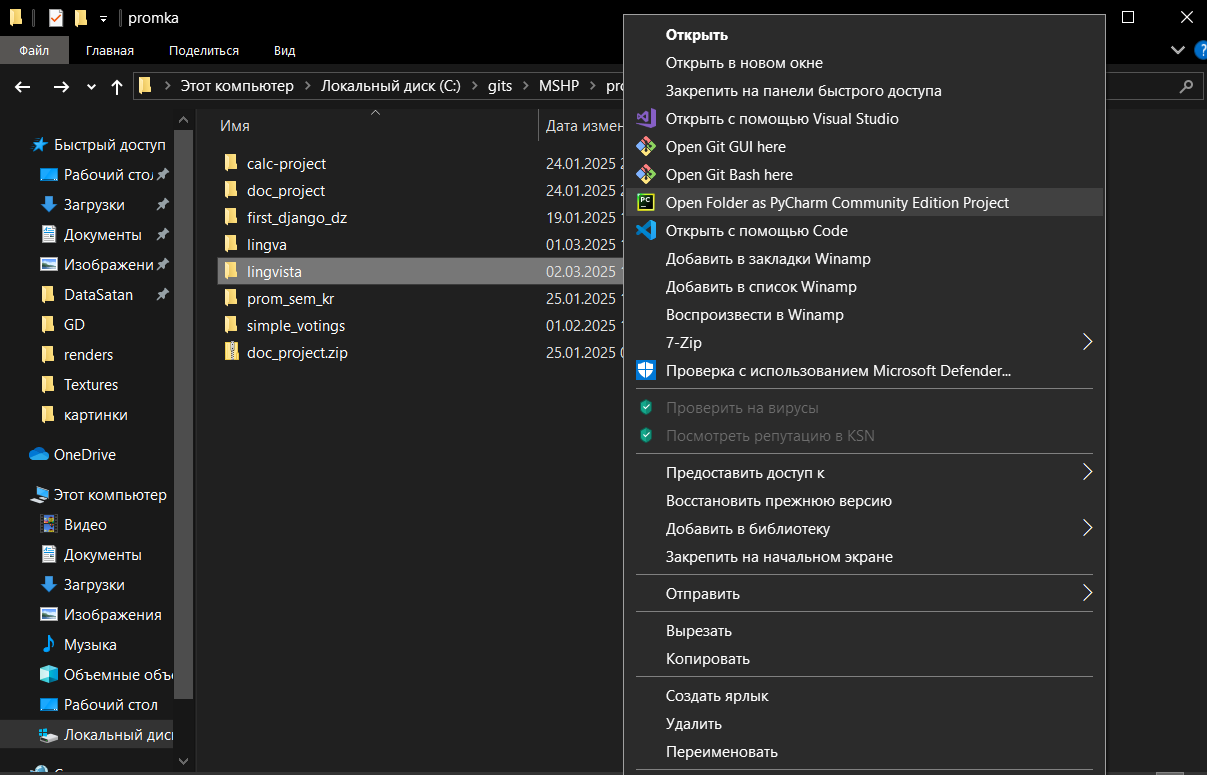 promka
Файл Главная Поделиться Вид
Этот компьютер Локальный диск (C:) gits MSHP
Имя Дата
calc-project 24.01.2025
doc_project 24.01.2025
first_django_dz 19.01.2025
lingva 01.03.2025
lingvista 02.03.2025
prom_sem_kr 25.01.2025
simple_votings 01.02.2025
doc_project.zip 25.01.2025
Быстрый доступ
Рабочий
Загрузки
Документы
Изображени
DataSatan
GD
renders
Textures
картинки
OneDrive
Этот компьютер
Видео
Документы
Загрузки
Изображения
Музыка
Объемные объ
Рабочий стол
Локальный дис
Открыть
Открыть в новом окне
Закрепить на панели быстрого доступа
Открыть с помощью Visual Studio
Open Git GUI here
Open Git Bash here
PC Open Folder as PyCharm Community Edition Project
Открыть с помощью Code
Добавить в закладки Winamp
Добавить в список Winamp
Воспроизвести в Winamp
7-Zip
Проверка с использованием Microsoft Defender...
Проверить на вирусы
Посмотреть репутацию в KSN
Предоставить доступ к
Восстановить прежнюю версию
Добавить в библиотеку
Закрепить на начальном экране
Отправить
Вырезать
Копировать
Создать ярлык
Удалить
Переименовать